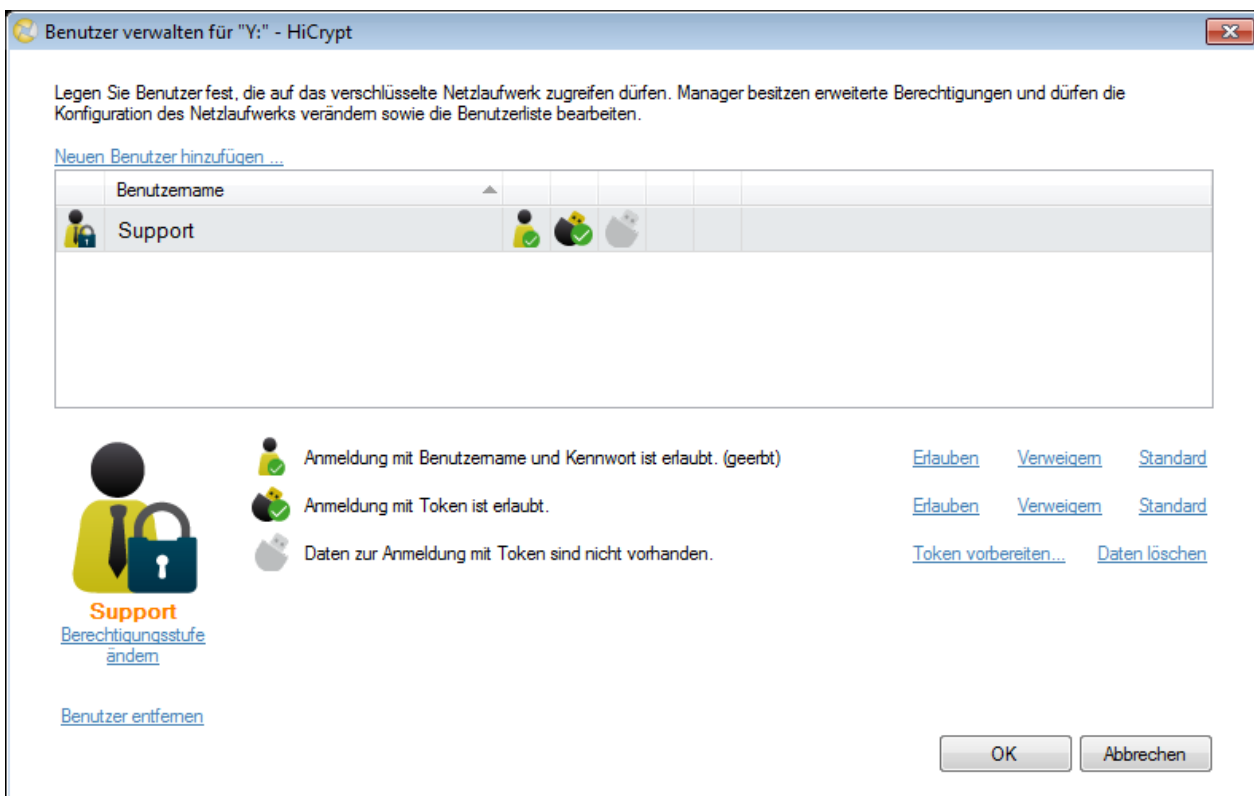 Benutzer verwalten für "Y:" - HiCrypt
Legen Sie Benutzer fest, die auf das verschlüsselte Netzlaufwerk zugreifen dürfen. Manager besitzen erweiterte Berechtigungen und dürfen die
Konfiguration des Netzlaufwerks verändern sowie die Benutzerliste bearbeiten.
Neuen Benutzer hinzufügen ...
Benutzername
Support
Anmeldung mit Benutzername und Kennwort ist erlaubt. (geerbt) Erlauben Verweigern Standard
Anmeldung mit Token ist erlaubt. Erlauben Verweigern Standard
Daten zur Anmeldung mit Token sind nicht vorhanden. Token vorbereiten... Daten löschen
Support
Berechtigungsstufe
ändern
Benutzer entfernen
OK Abbrechen